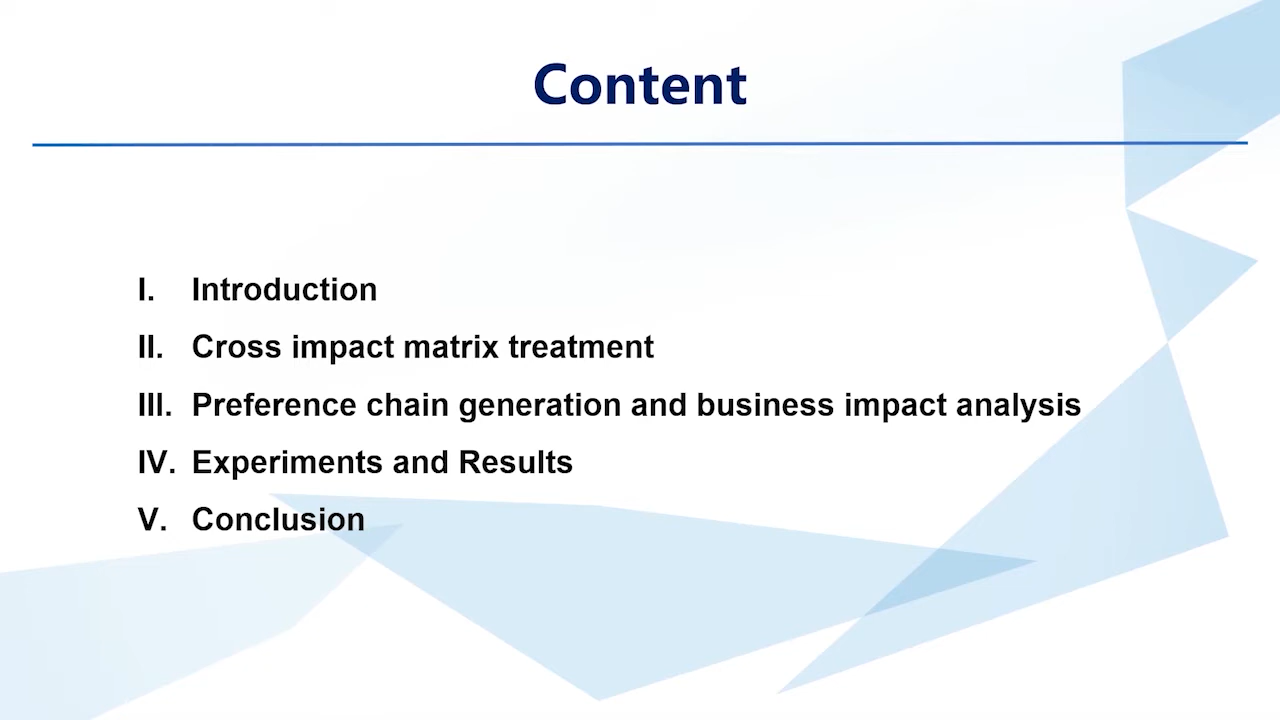 Content
I. Introduction
II. Cross impact matrix treatment
III. Preference chain generation and business impact analysis
IV. Experiments and Results
V. Conclusion